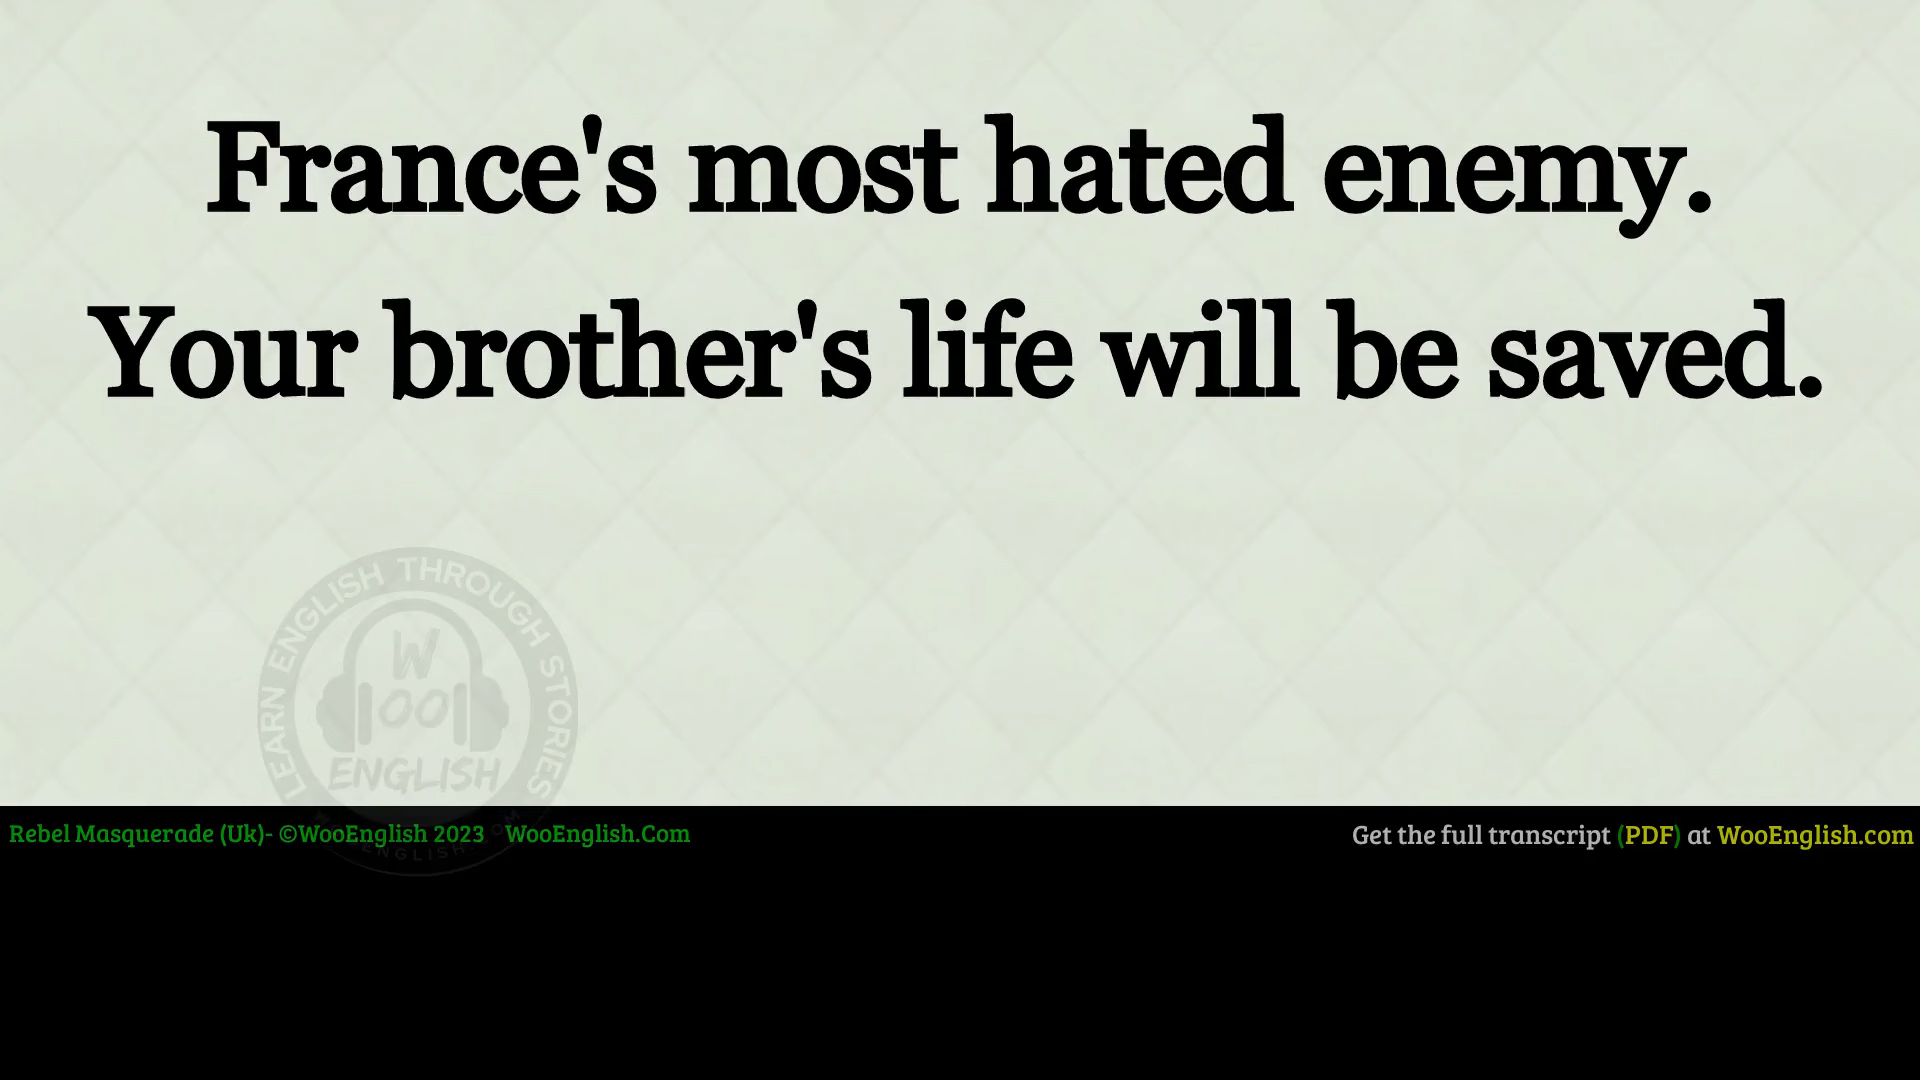 France's most hated enemy.
Your brother's life will be saved.
LEARN ENGLISH THROUGH STORIES
W
OO
ENGLISH
Rebel Masquerade (Uk)- ©WooEnglish 2023 WooEnglish.Com
Get the full transcript (PDF) at WooEnglish.com